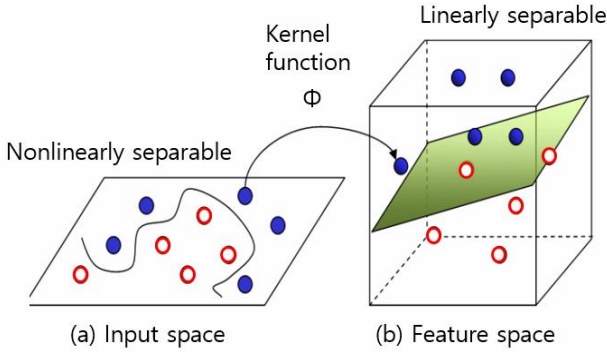 Linearly separable
Kernel
function
Φ
Nonlinearly separable
(a) Input space
(b) Feature space